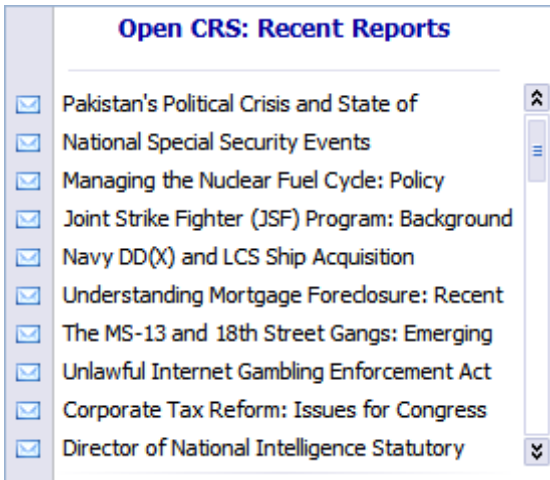 Open CRS: Recent Reports
Pakistan's Political Crisis and State of
National Special Security Events
Managing the Nuclear Fuel Cycle: Policy
Joint Strike Fighter (JSF) Program: Background
Navy DD(X) and LCS Ship Acquisition
Understanding Mortgage Foreclosure: Recent
The MS-13 and 18th Street Gangs: Emerging
Unlawful Internet Gambling Enforcement Act
Corporate Tax Reform: Issues for Congress
Director of National Intelligence Statutory